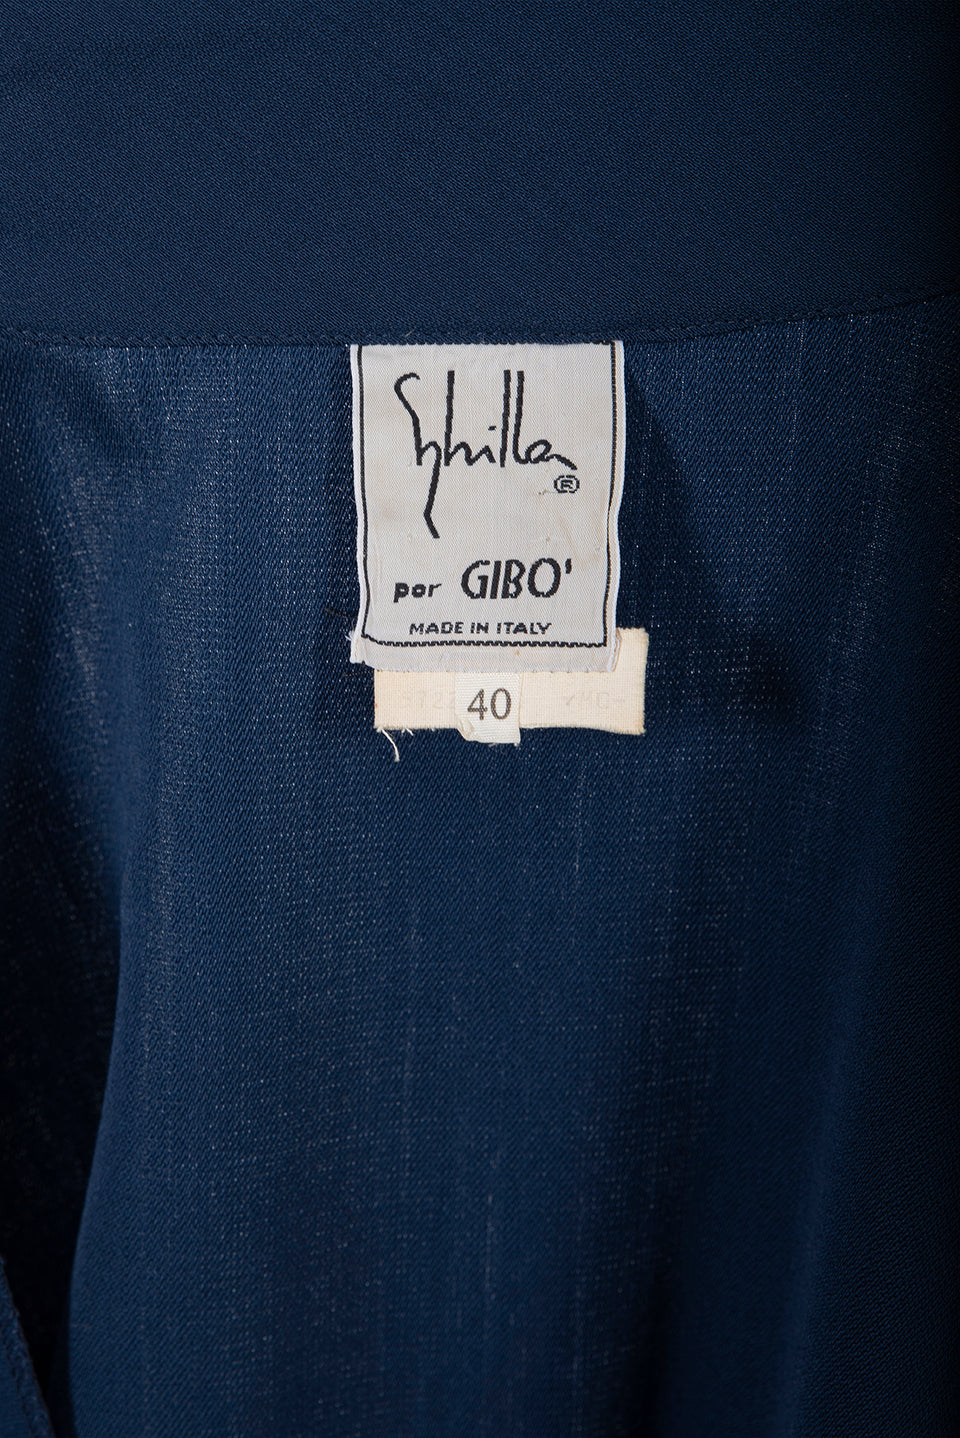 Sybilla
®
por GIBO'
MADE IN ITALY
40